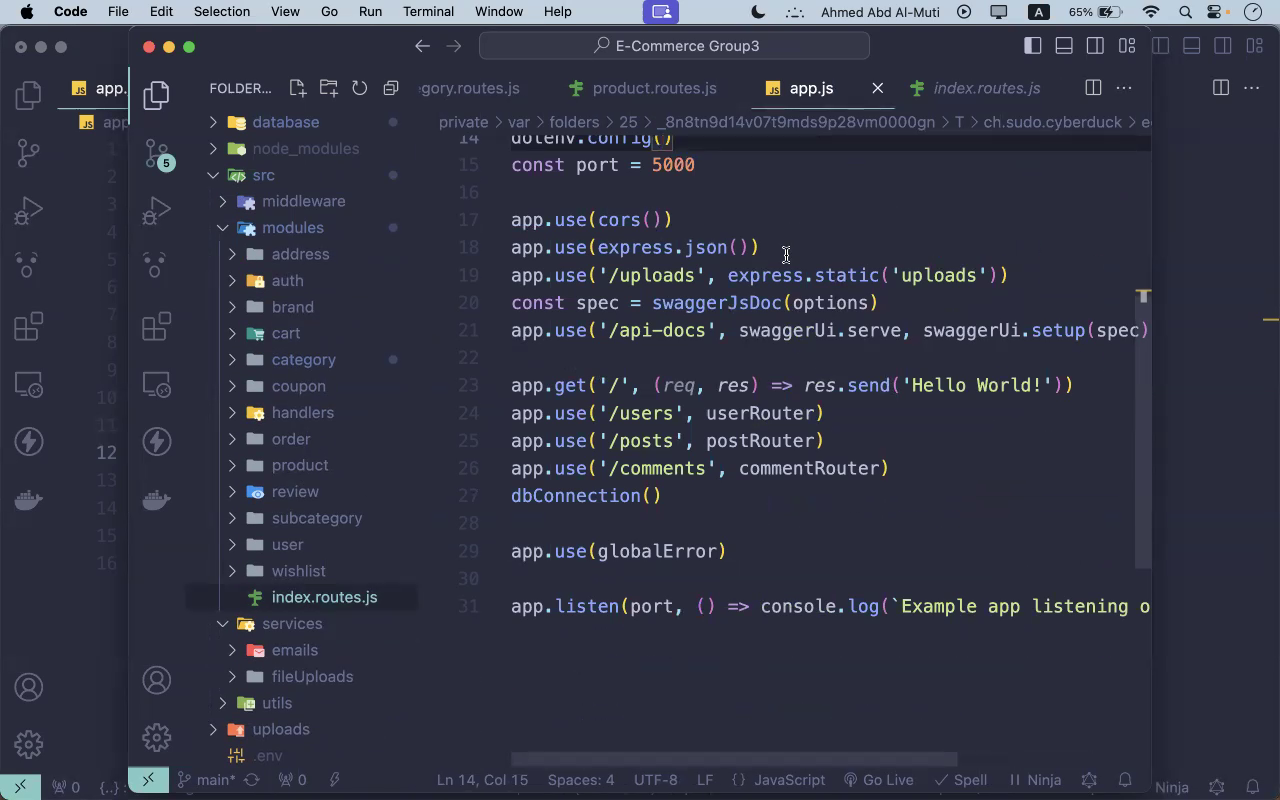 Code File Edit Selection View Go Run Terminal Window Help Ahmed Abd Al-Muti A 65%
E-Commerce Group3
app. FOLDER... gory.routes.js product.routes.js app.js index.routes.js
app private > var > folders > 25 > _8n8tn9d14v07t9mds9p28vm0000gn > T > ch.sudo.cyberduck > e
1
2
3
4
5
6
7
8
9
10
11
12
13
14
15
16
5
database
node_modules
src
middleware
modules
address
auth
brand
cart
category
coupon
handlers
order
product
review
subcategory
user
wishlist
index.routes.js
services
emails
fileUploads
utils
uploads
.env
14 dotenv.config()
15 const port = 5000
16
17 app.use(cors())
18 app.use(express.json())
19 app.use('/uploads', express.static('uploads'))
20 const spec = swaggerJsDoc(options)
21 app.use('/api-docs', swaggerUi.serve, swaggerUi.setup(spec)
22
23 app.get('/', (req, res) => res.send('Hello World!'))
24 app.use('/users', userRouter)
25 app.use('/posts', postRouter)
26 app.use('/comments', commentRouter)
27 dbConnection()
28
29 app.use(globalError)
30
31 app.listen(port, () => console.log(`Example app listening o
0 main* 0 Ln 14, Col 15 Spaces: 4 UTF-8 LF {} JavaScript Go Live Spell Ninja Ninja